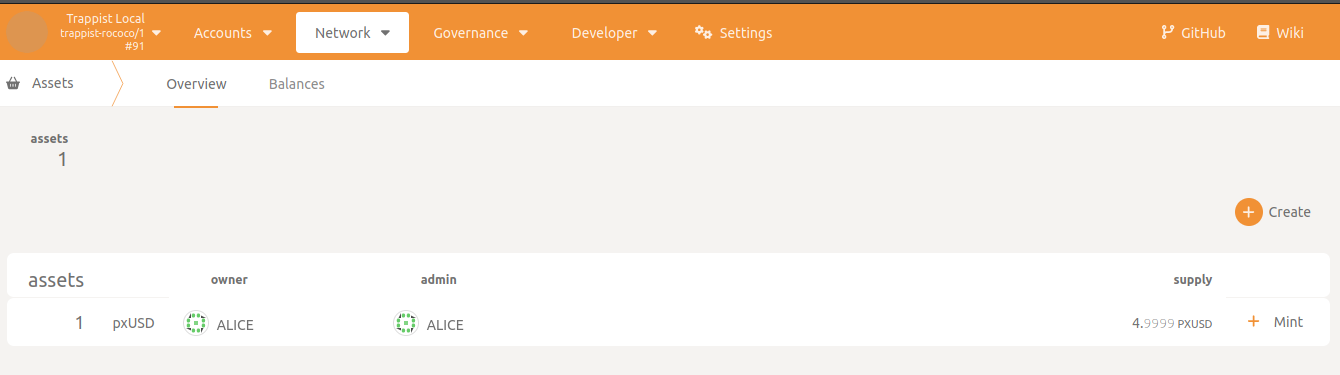 Trappist Local
trappist-rococo/1
#91
Accounts
Network
Governance
Developer
Settings
GitHub
Wiki
Assets
Overview
Balances
assets
1
Create
assets owner admin supply
1 pxUSD ALICE ALICE 4.9999 PXUSD + Mint